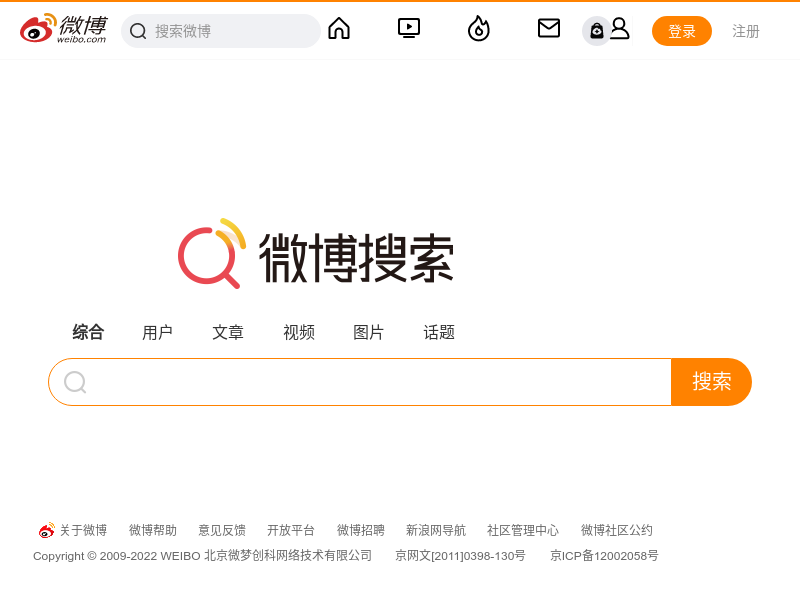 微博 weibo.com 搜索微博 登录 注册
微博搜索
综合 用户 文章 视频 图片 话题
搜索
关于微博 微博帮助 意见反馈 开放平台 微博招聘 新浪网导航 社区管理中心 微博社区公约
Copyright © 2009-2022 WEIBO 北京微梦创科网络技术有限公司 京网文[2011]0398-130号 京ICP备12002058号